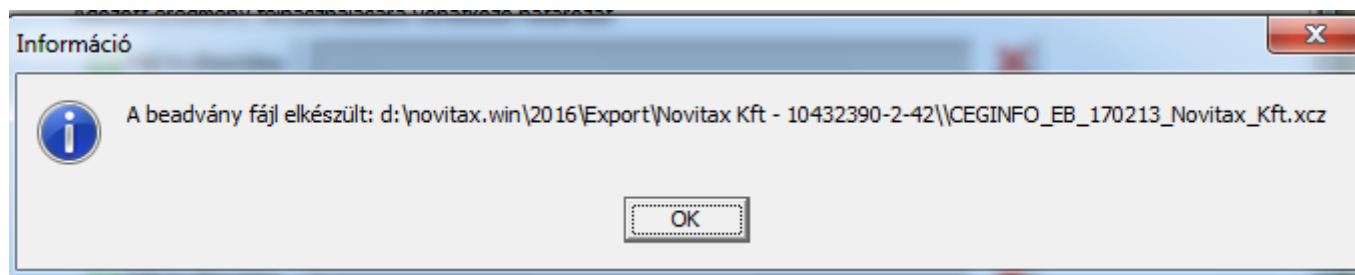 Információ
A beadvány fájl elkészült: d:\novitax.win\2016\Export\Novitax Kft - 10432390-2-42\\CEGINFO_EB_170213_Novitax_Kft.xcz
OK